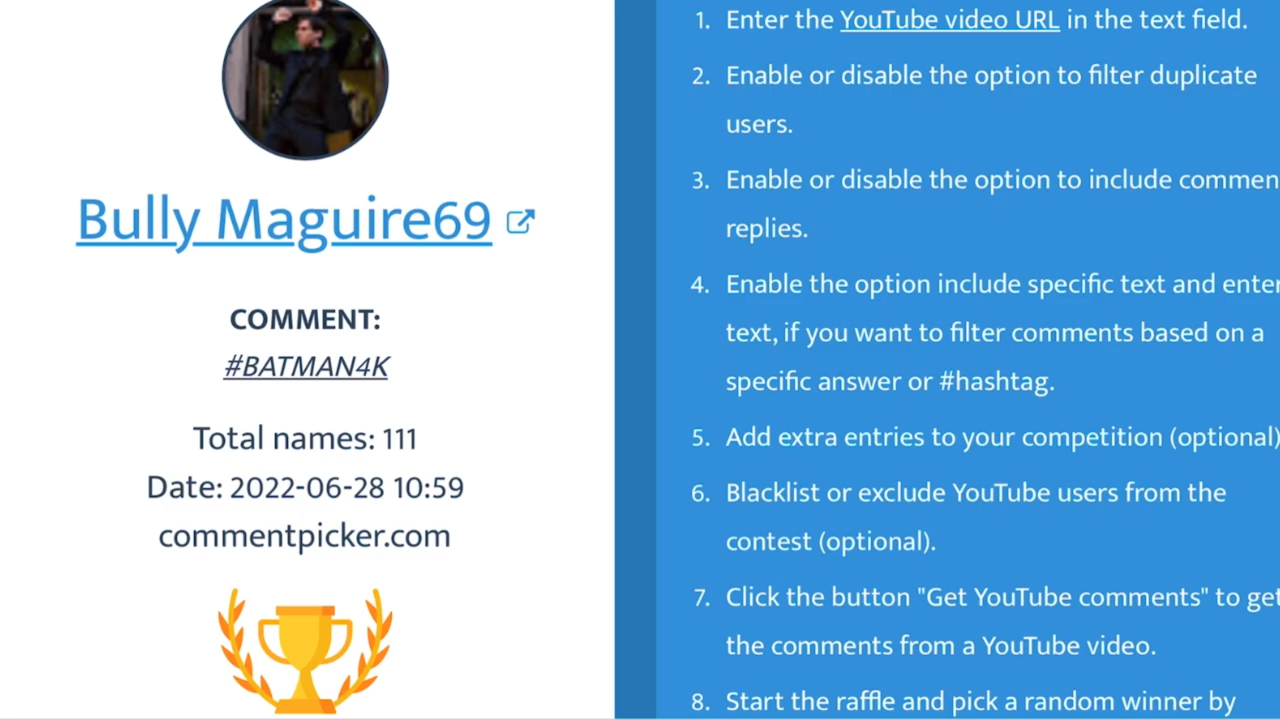 Bully Maguire69
COMMENT:
#BATMAN4K
Total names: 111
Date: 2022-06-28 10:59
commentpicker.com
1. Enter the YouTube video URL in the text field.
2. Enable or disable the option to filter duplicate
users.
3. Enable or disable the option to include commen
replies.
4. Enable the option include specific text and enter
text, if you want to filter comments based on a
specific answer or #hashtag.
5. Add extra entries to your competition (optional)
6. Blacklist or exclude YouTube users from the
contest (optional).
7. Click the button "Get YouTube comments" to get
the comments from a YouTube video.
8. Start the raffle and pick a random winner by